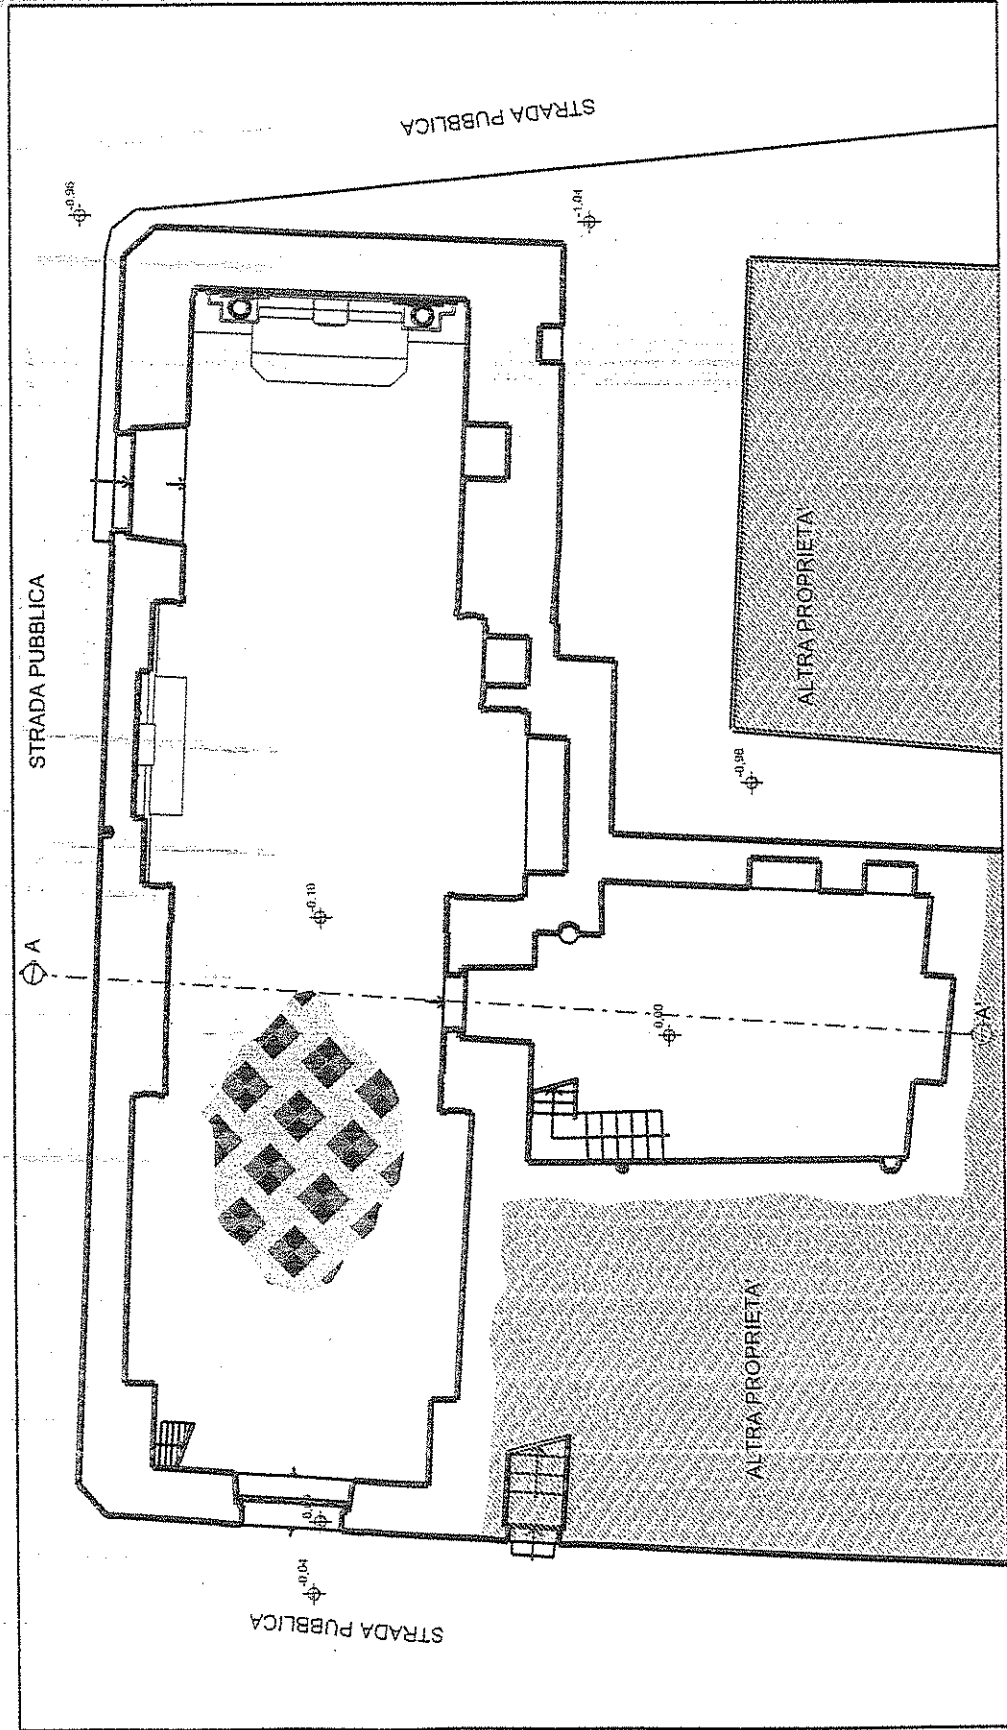 STRADA PUBBLICA
-0.96
STRADA PUBBLICA
-1.04
ALTRA PROPRIETA'
-0.98
A
-0.10
0.00
A'
ALTRA PROPRIETA'
-0.04
STRADA PUBBLICA